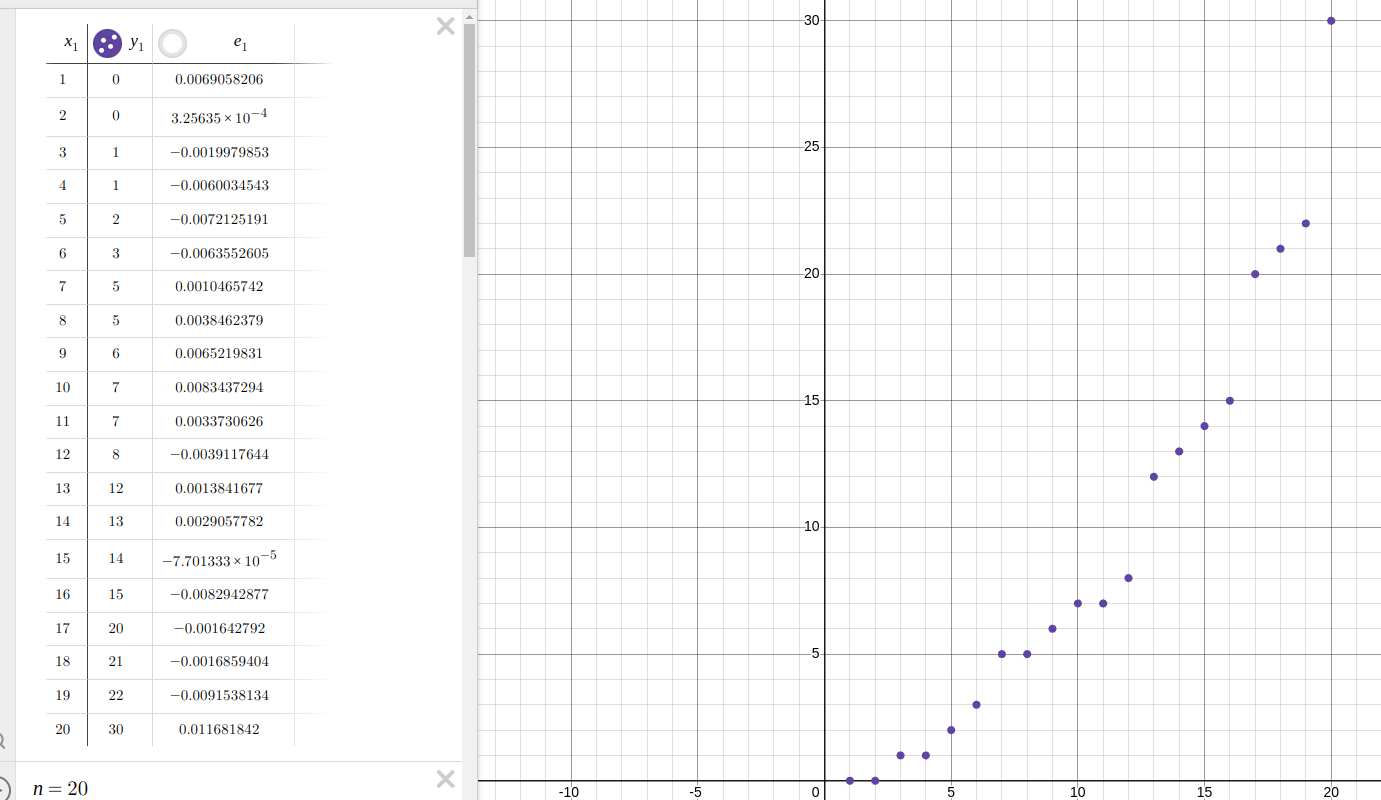 x₁ y₁ e₁
1 0 0.0069058206
2 0 3.25635 × 10⁻⁴
3 1 −0.0019979853
4 1 −0.0060034543
5 2 −0.0072125191
6 3 −0.0063552605
7 5 0.0010465742
8 5 0.0038462379
9 6 0.0065219831
10 7 0.0083437294
11 7 0.0033730626
12 8 −0.0039117644
13 12 0.0013841677
14 13 0.0029057782
15 14 −7.701333 × 10⁻⁵
16 15 −0.0082942877
17 20 −0.001642792
18 21 −0.0016859404
19 22 −0.0091538134
20 30 0.011681842
n = 20
30
25
20
15
10
5
-10 -5 0 5 10 15 20